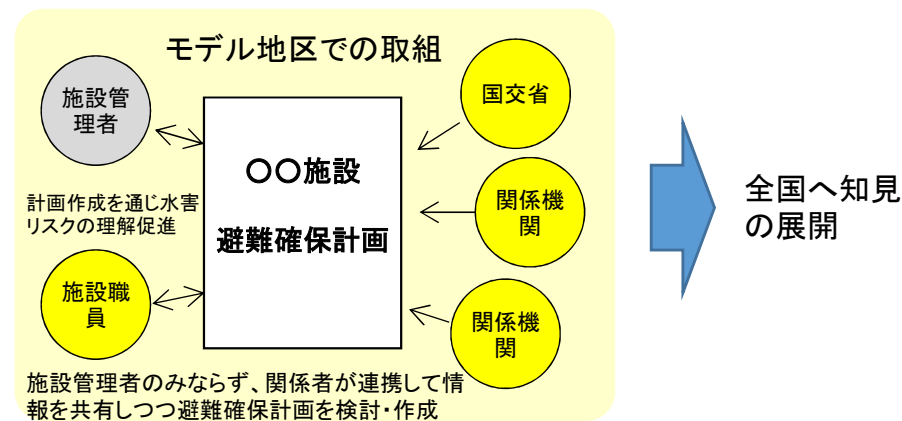 モデル地区での取組
施設管
理者
国交省
〇〇施設
避難確保計画
計画作成を通じ水害
リスクの理解促進
関係機
関
施設職
員
関係機
関
施設管理者のみならず、関係者が連携して情
報を共有しつつ避難確保計画を検討・作成
全国へ知見
の展開